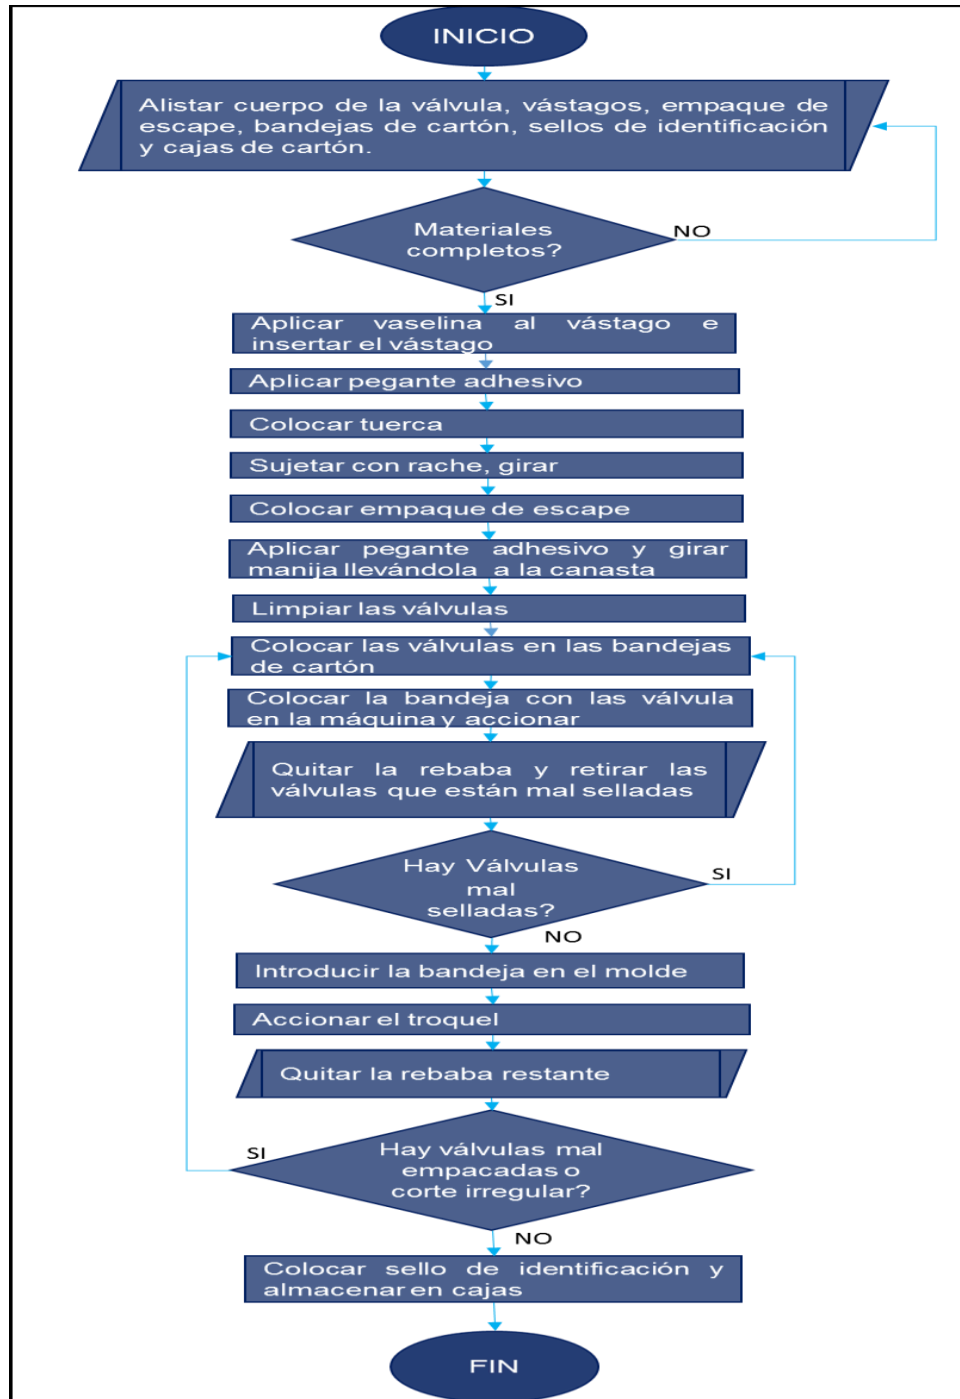 INICIO
Alistar cuerpo de la válvula, vástagos, empaque de
escape, bandejas de cartón, sellos de identificación
y cajas de cartón.
Materiales
completos?
NO
SI
Aplicar vaselina al vástago e
insertar el vástago
Aplicar pegante adhesivo
Colocar tuerca
Sujetar con rache, girar
Colocar empaque de escape
Aplicar pegante adhesivo y girar
manija llevándola a la canasta
Limpiar las válvulas
Colocar las válvulas en las bandejas
de cartón
Colocar la bandeja con las válvula
en la máquina y accionar
Quitar la rebaba y retirar las
válvulas que están mal selladas
Hay Válvulas
mal
selladas?
SI
NO
Introducir la bandeja en el molde
Accionar el troquel
Quitar la rebaba restante
Hay válvulas mal
empacadas o
corte irregular?
SI
NO
Colocar sello de identificación y
almacenar en cajas
FIN